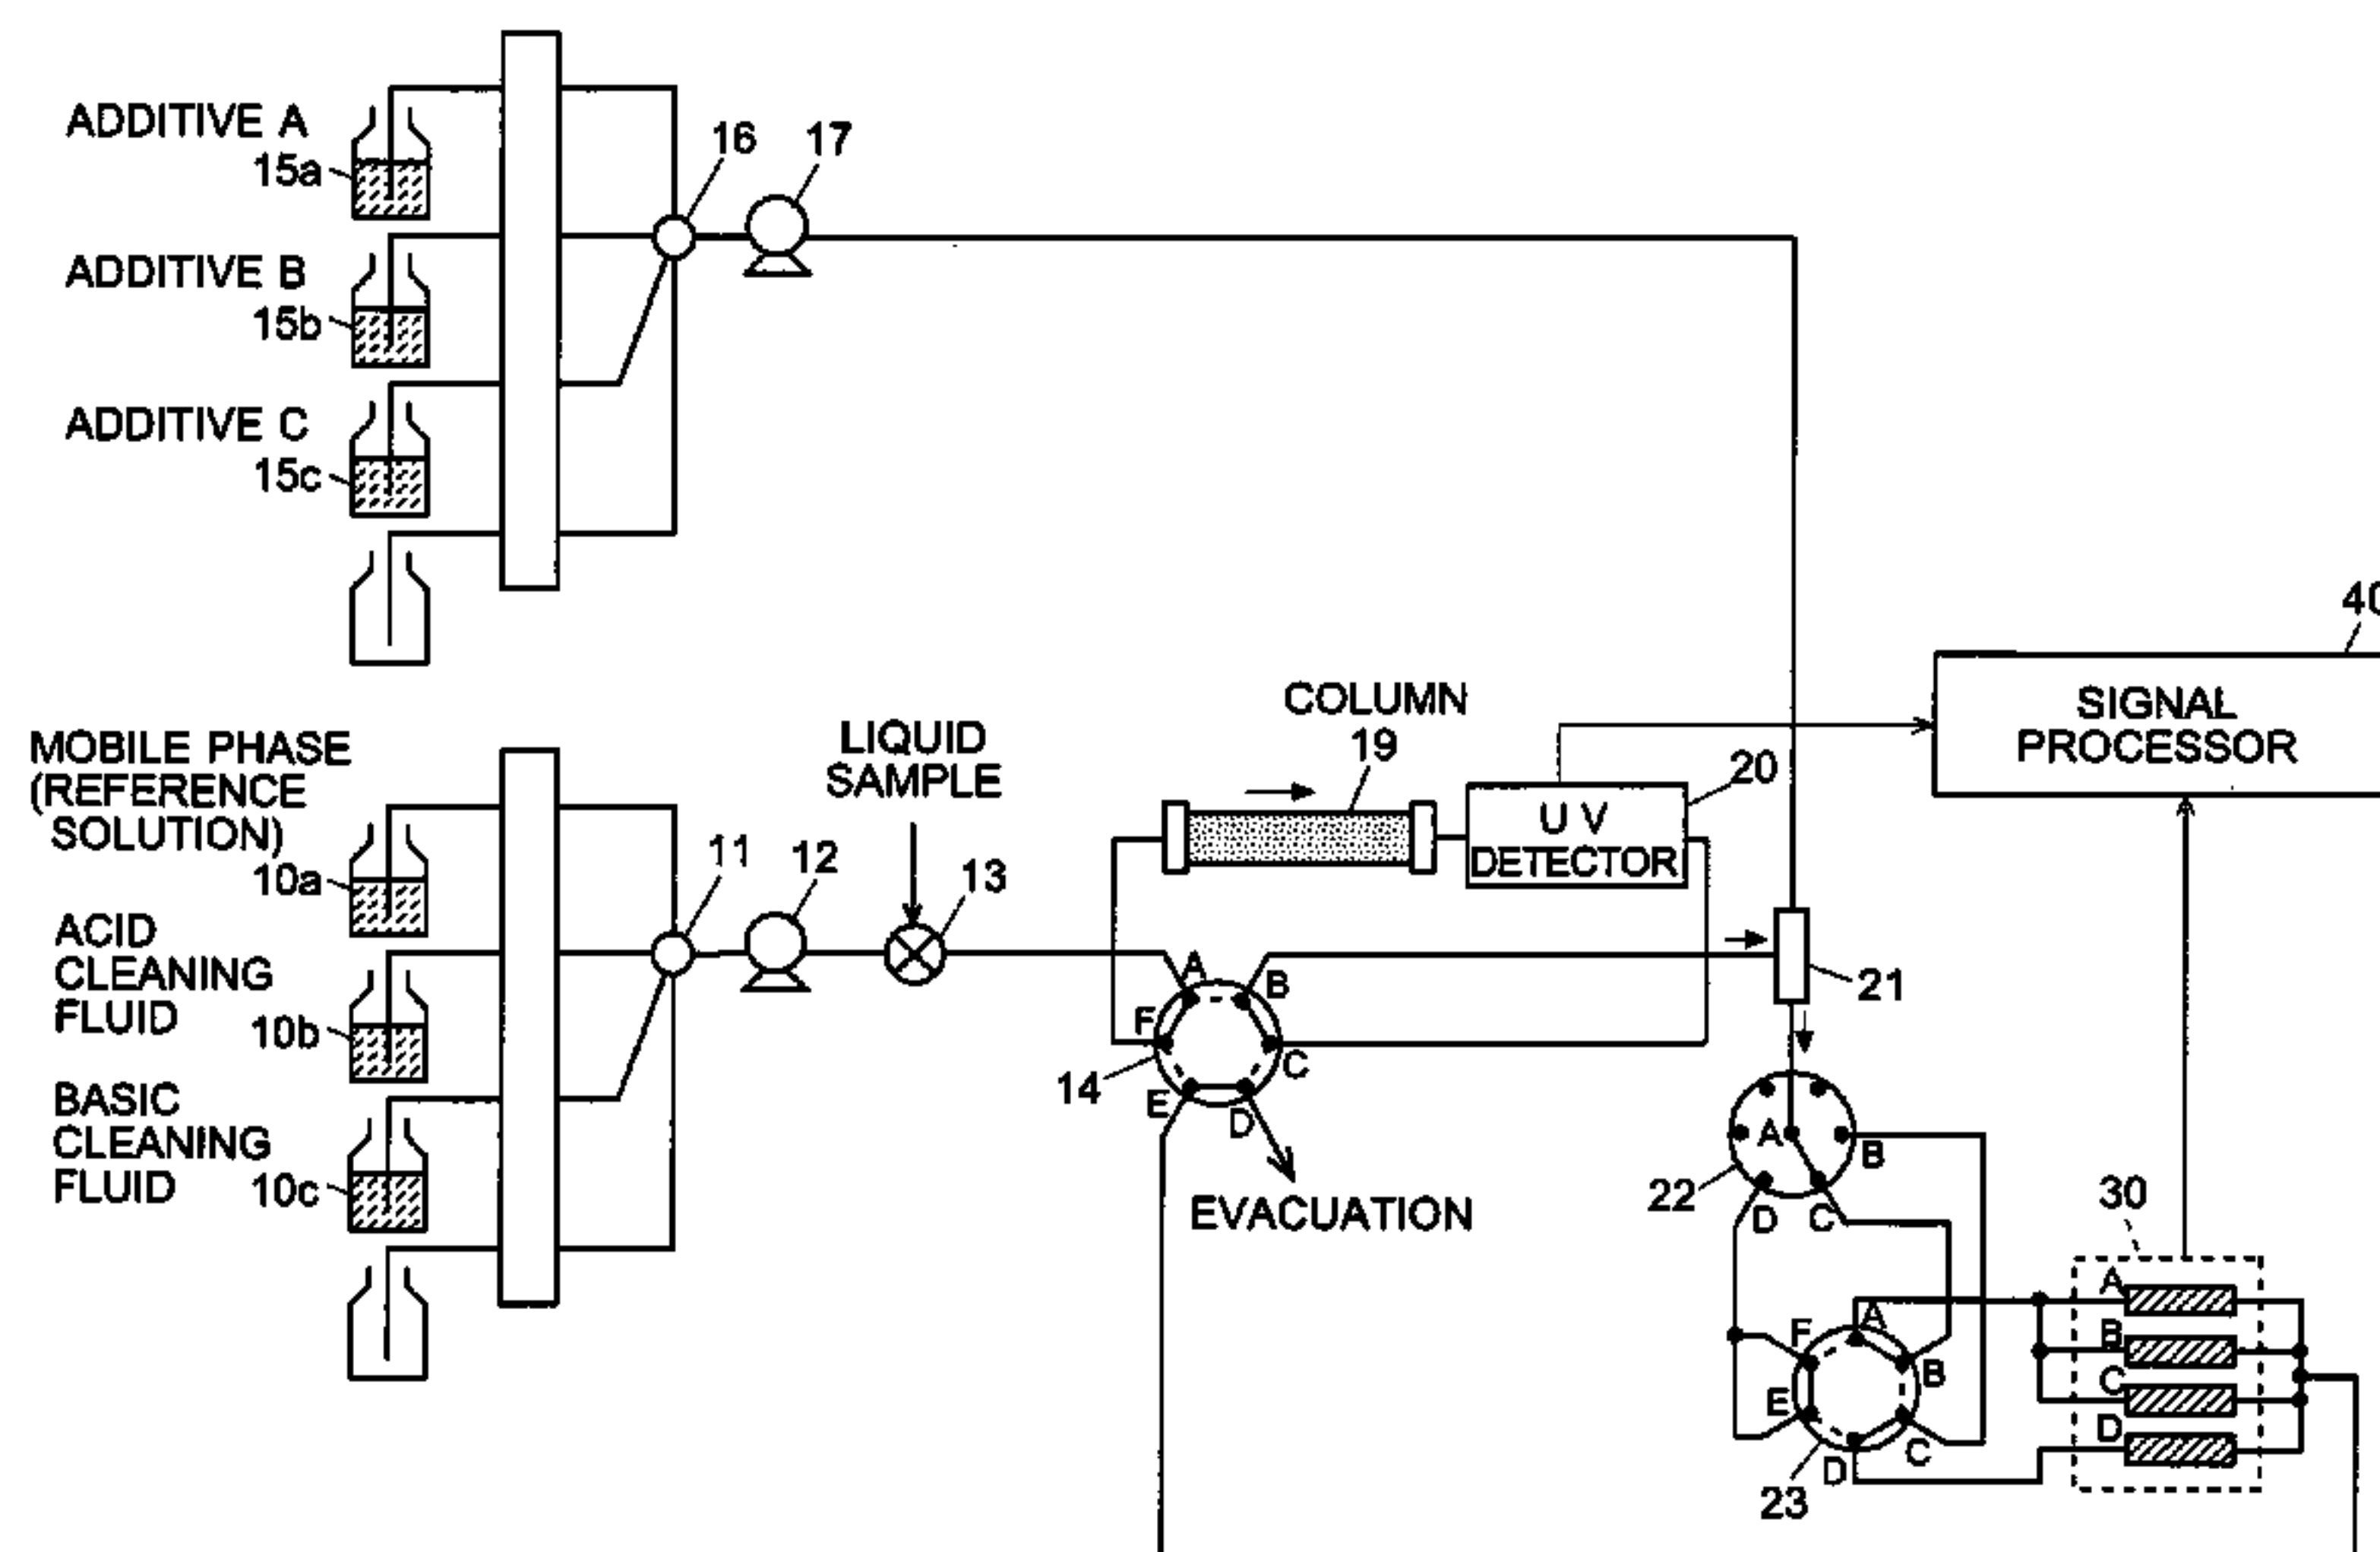 ADDITIVE A
15a
16
17
ADDITIVE B
15b
ADDITIVE C
15c
40
SIGNAL
PROCESSOR
COLUMN
19
MOBILE PHASE
(REFERENCE
SOLUTION)
10a
LIQUID
SAMPLE
11
12
13
20
U V
DETECTOR
ACID
CLEANING
FLUID
10b
A
B
F
C
14
E
D
21
EVACUATION
BASIC
CLEANING
FLUID
10c
A
B
22
D
C
30
A
B
C
D
F
A
B
E
C
D
23